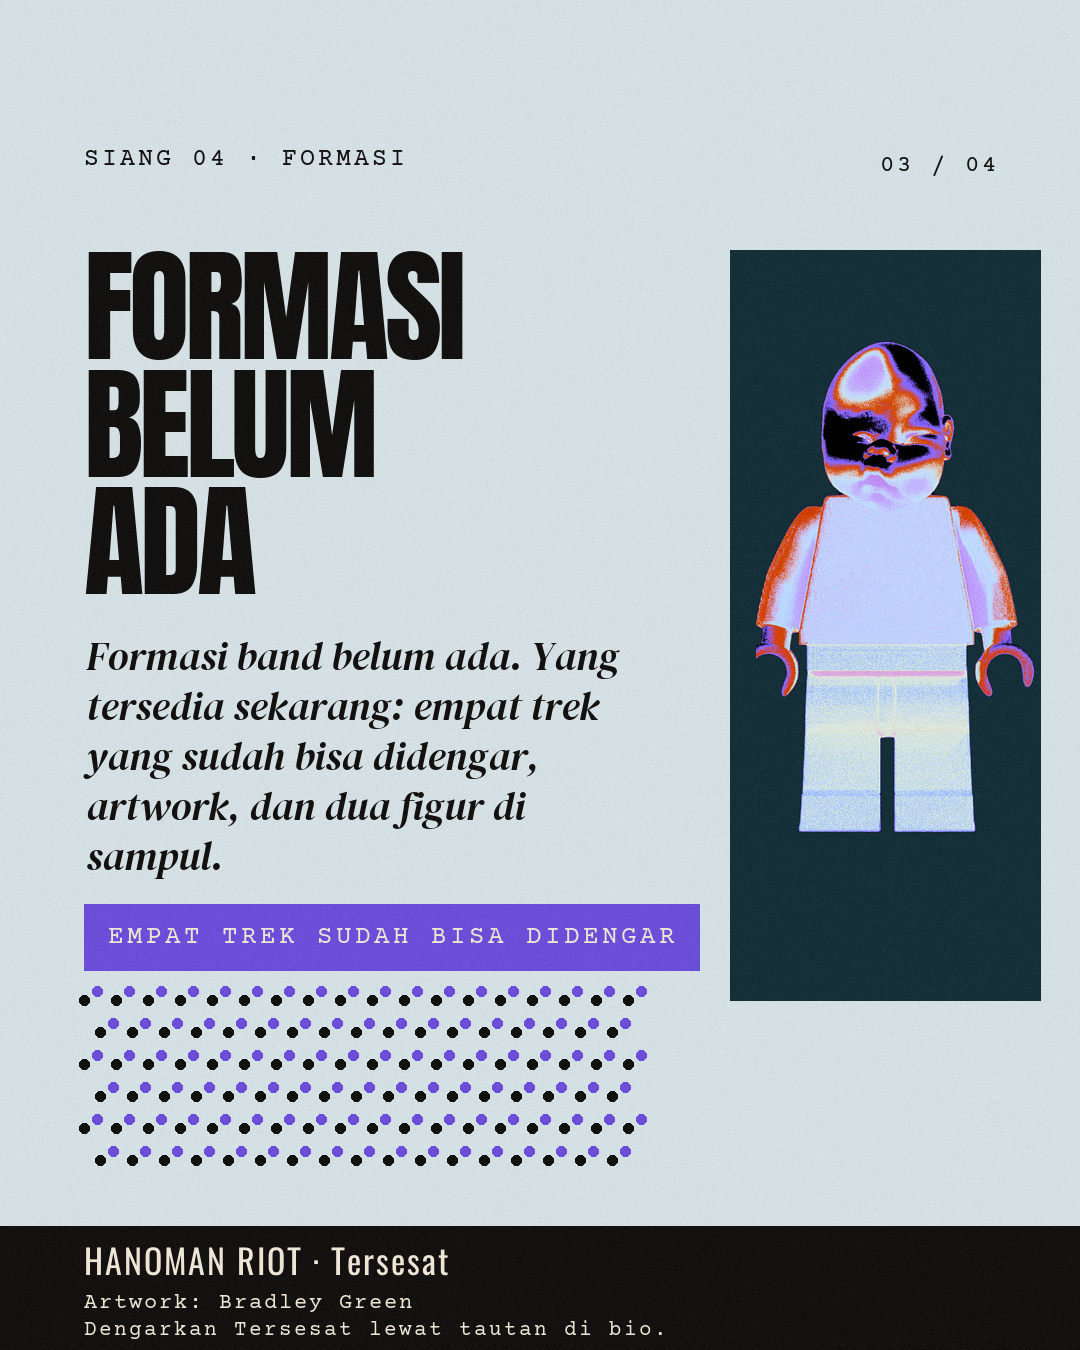 SIANG 04 · FORMASI
03 / 04
FORMASI
BELUM
ADA
Formasi band belum ada. Yang
tersedia sekarang: empat trek
yang sudah bisa didengar,
artwork, dan dua figur di
sampul.
EMPAT TREK SUDAH BISA DIDENGAR
HANOMAN RIOT · Tersesat
Artwork: Bradley Green
Dengarkan Tersesat lewat tautan di bio.